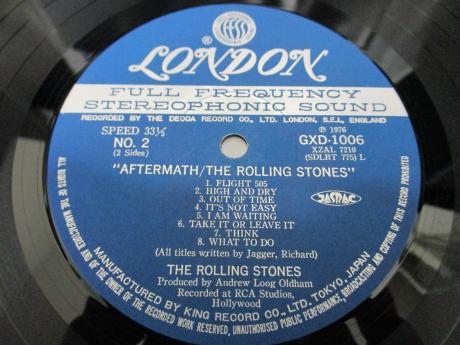 ® LONDON
FULL FREQUENCY
STEREOPHONIC SOUND
RECORDED BY THE DECCA RECORD CO., LTD. LONDON, S.E.1., ENGLAND
SPEED 33⅓
NO. 2
(2 Sides)
Ⓟ 1976
GXD-1006
XZAL 7210
(SDLBT 775) L
"AFTERMATH/THE ROLLING STONES"
1. FLIGHT 505
2. HIGH AND DRY
3. OUT OF TIME
4. IT'S NOT EASY
5. I AM WAITING
6. TAKE IT OR LEAVE IT
7. THINK
8. WHAT TO DO
(All titles written by Jagger, Richard)
JASRAC
THE ROLLING STONES
Produced by Andrew Loog Oldham
Recorded at RCA Studios,
Hollywood
MANUFACTURED BY KING RECORD CO., LTD. TOKYO, JAPAN
ALL RIGHTS OF THE MANUFACTURER AND OF THE OWNER OF THE RECORDED WORK RESERVED, UNAUTHORISED PUBLIC PERFORMANCE, BROADCASTING AND COPYING OF THIS RECORD PROHIBITED